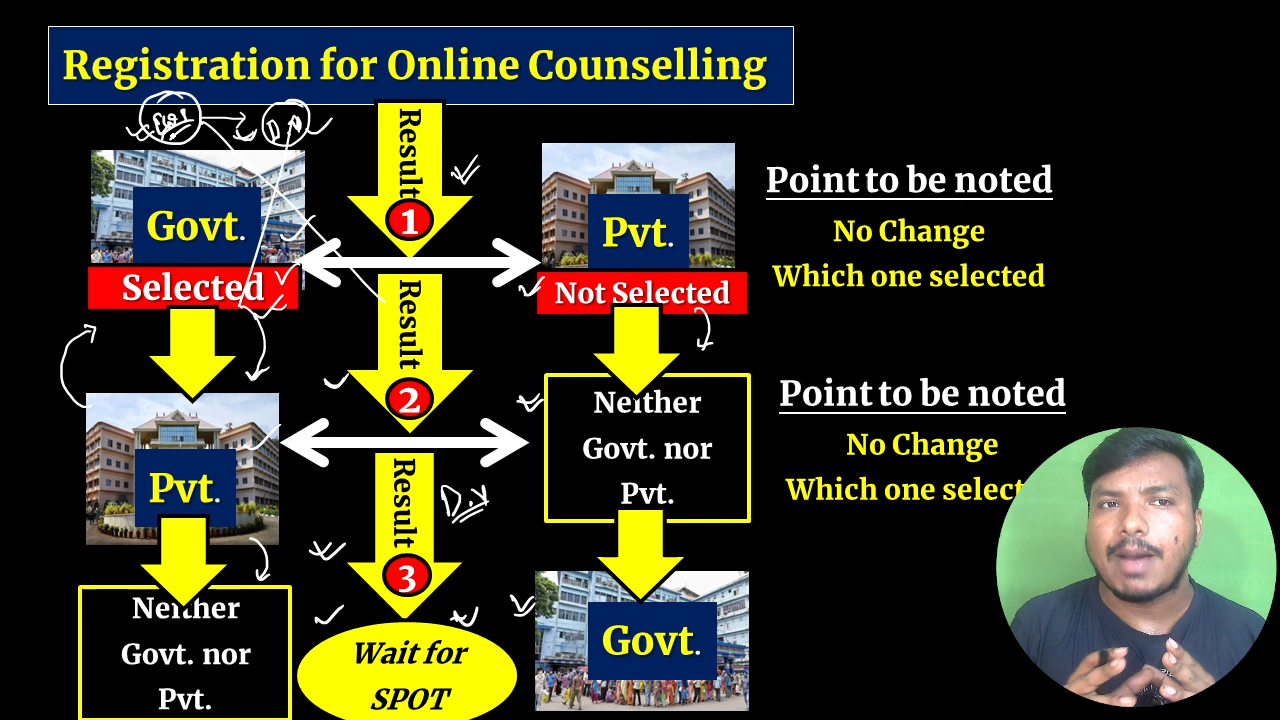 Registration for Online Counselling
Result
1
Govt.
Selected
Pvt.
Not Selected
Point to be noted
No Change
Which one selected
Result
2
Pvt.
Neither
Govt. nor
Pvt.
Point to be noted
No Change
Which one select
Result
3
D.V
Neither
Govt. nor
Pvt.
Wait for
SPOT
Govt.